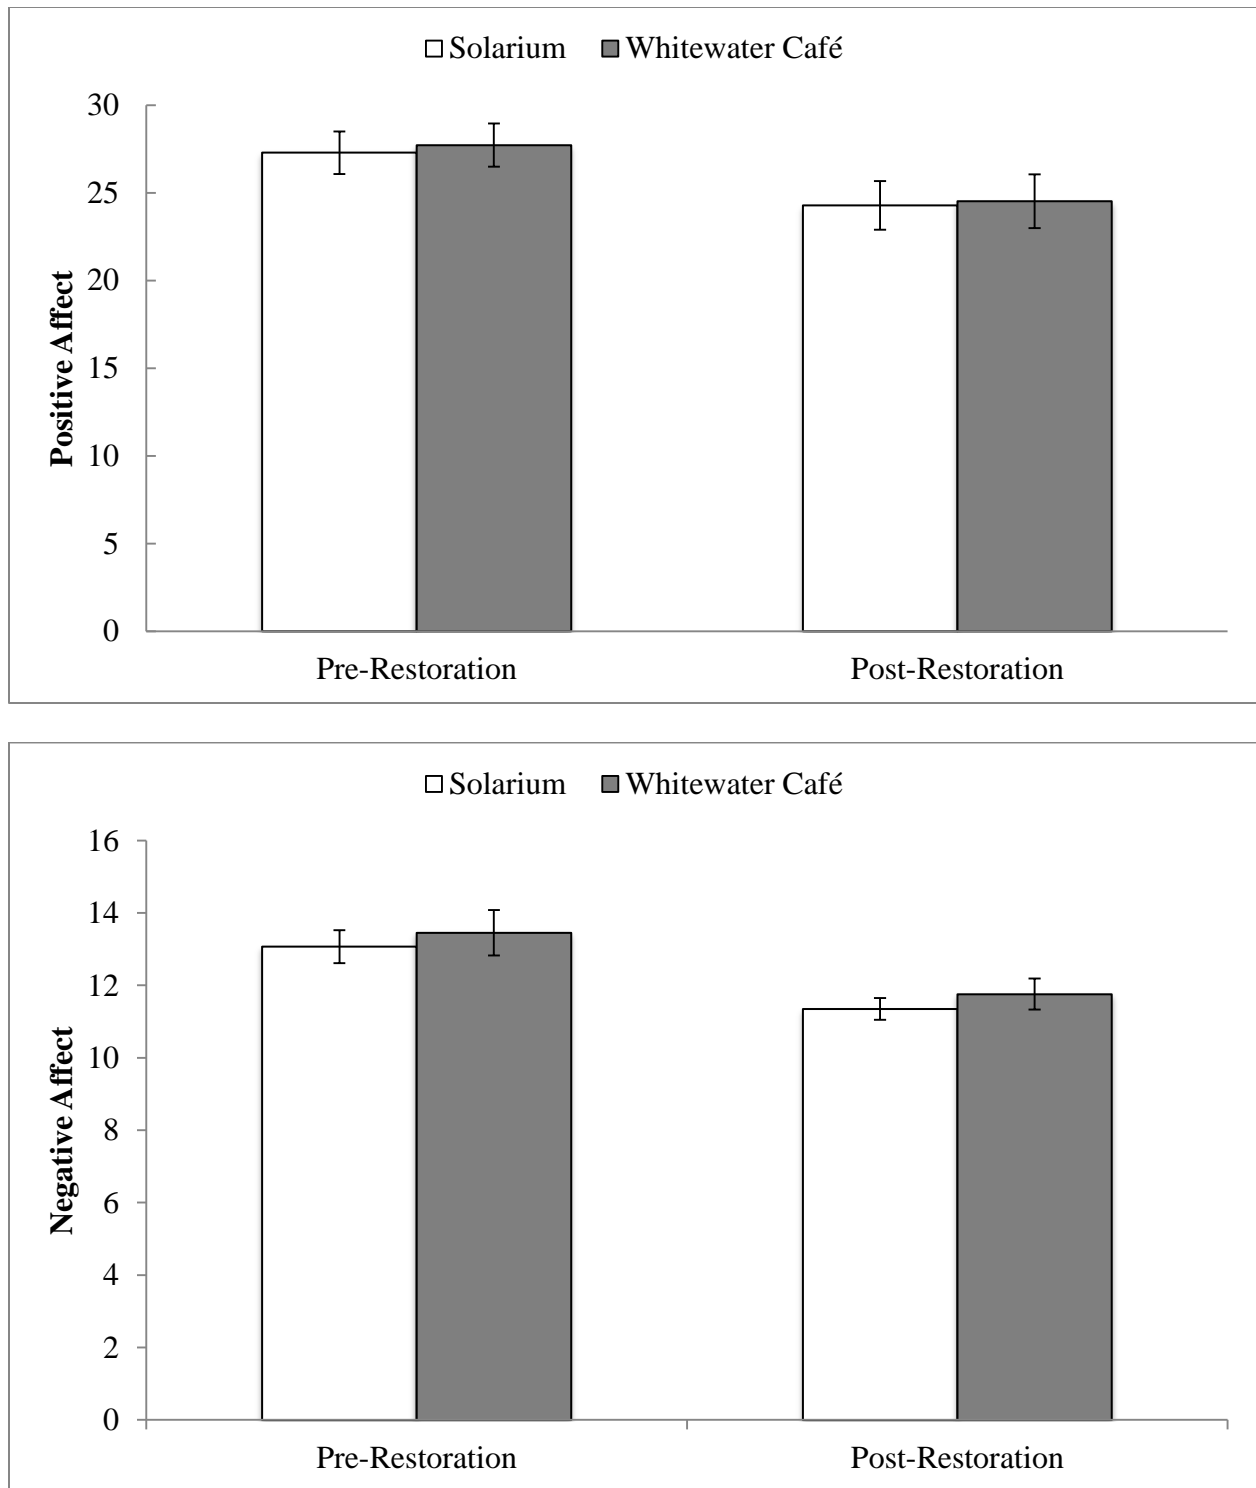 Solarium Whitewater Café
30
25
20
15
10
5
0
Positive Affect
Pre-Restoration Post-Restoration
Solarium Whitewater Café
16
14
12
10
8
6
4
2
0
Negative Affect
Pre-Restoration Post-Restoration